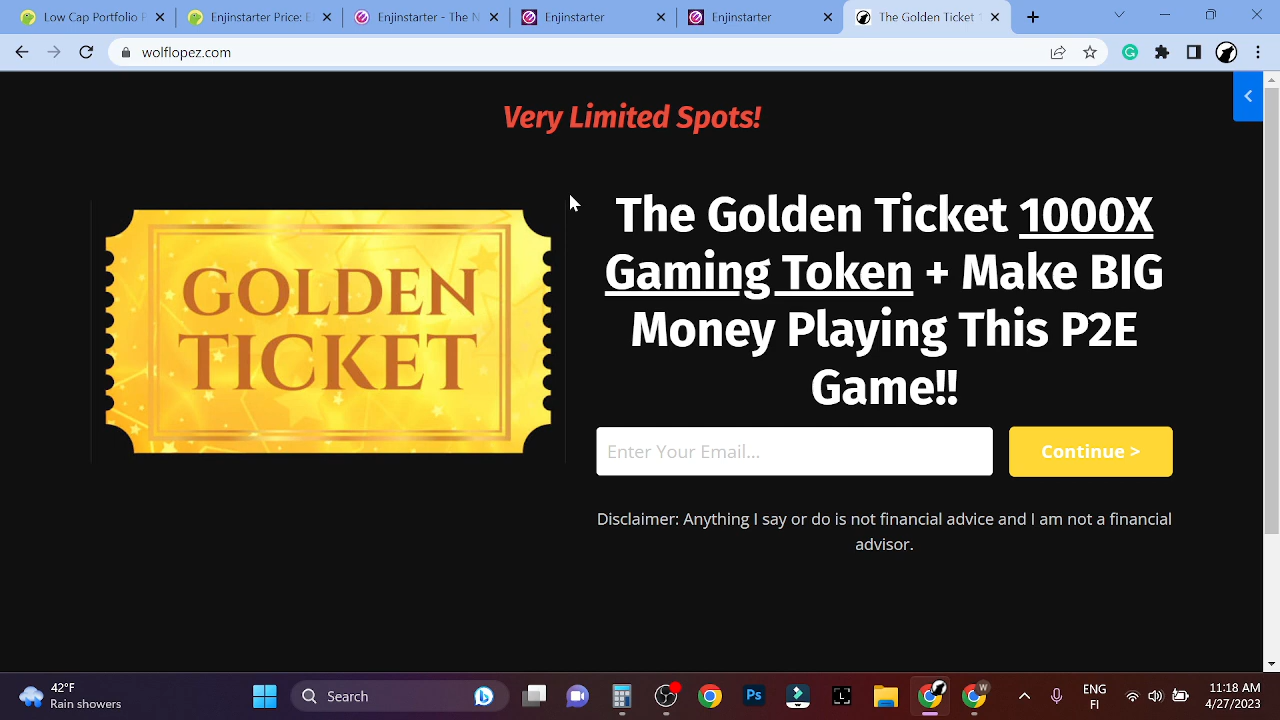 Low Cap Portfolio
Enjinstarter Price:
Enjinstarter - The N
Enjinstarter
Enjinstarter
The Golden Ticket
wolflopez.com
Very Limited Spots!
GOLDEN
TICKET
The Golden Ticket 1000X
Gaming Token + Make BIG
Money Playing This P2E
Game!!
Enter Your Email...
Continue >
Disclaimer: Anything I say or do is not financial advice and I am not a financial
advisor.
42°F
Rain showers
Search
Ps
L
W
ENG
FI
11:18 AM
4/27/2023